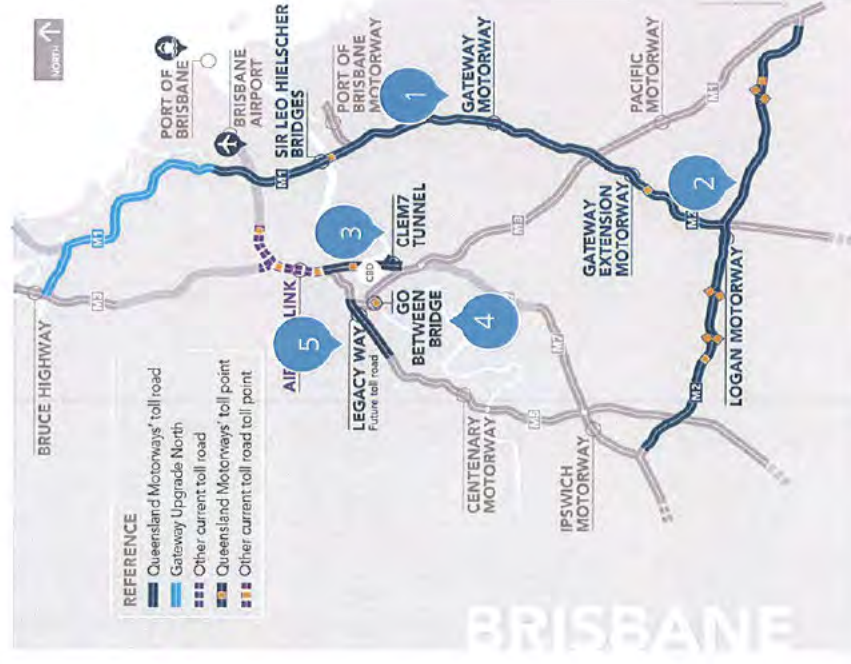 NORTH
BRUCE HIGHWAY
PORT OF
BRISBANE
BRISBANE
AIRPORT
SIR LEO HIELSCHER
BRIDGES
PORT OF
BRISBANE
MOTORWAY
GATEWAY
MOTORWAY
PACIFIC
MOTORWAY
GATEWAY
EXTENSION
MOTORWAY
LOGAN MOTORWAY
CLEM7
TUNNEL
CBD
LINK
LEGACY WAY
Future toll road
GO
BETWEEN
BRIDGE
CENTENARY
MOTORWAY
IPSWICH
MOTORWAY
M1
M3
M1
M1
M3
M7
M5
M2
1
2
3
4
5
REFERENCE
Queensland Motorways' toll road
Gateway Upgrade North
Other current toll road
Queensland Motorways' toll point
Other current toll road toll point
BRISBANE